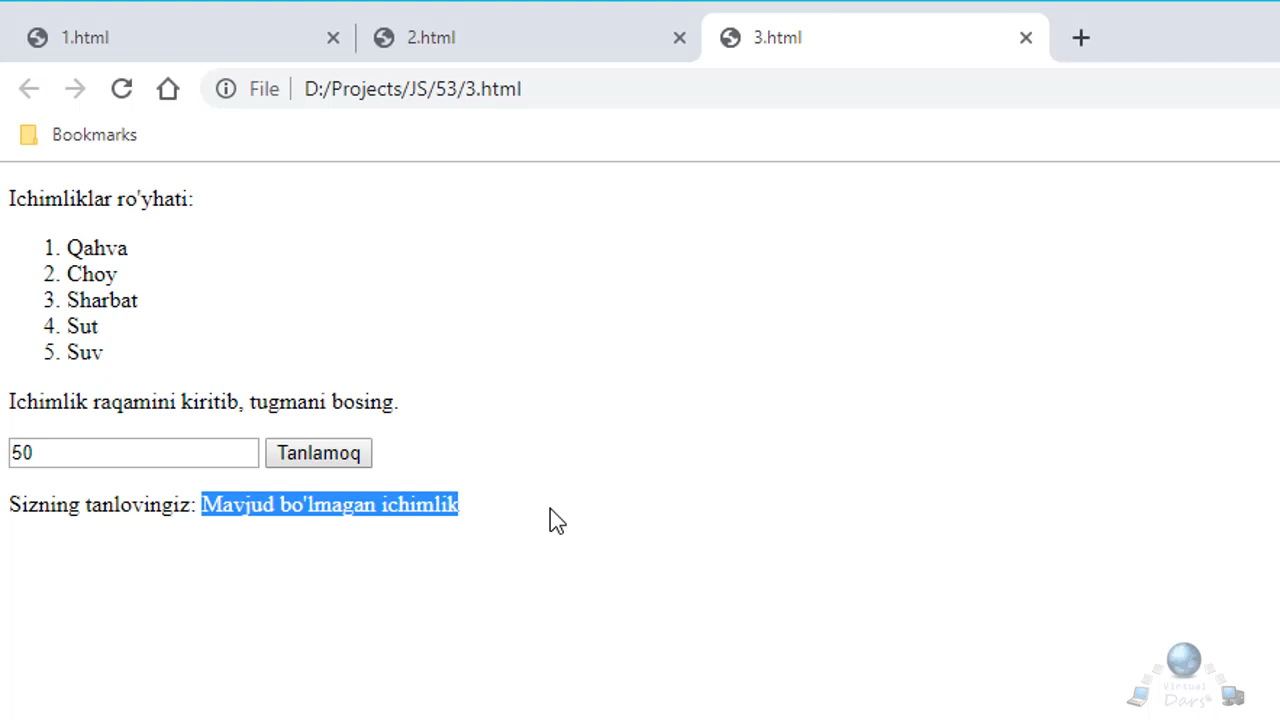 1.html
2.html
3.html
File
D:/Projects/JS/53/3.html
Bookmarks
Ichimliklar ro'yhati:
1. Qahva
2. Choy
3. Sharbat
4. Sut
5. Suv
Ichimlik raqamini kiritib, tugmani bosing.
50
Tanlamoq
Sizning tanlovingiz: Mavjud bo'lmagan ichimlik
Virtual
Dars